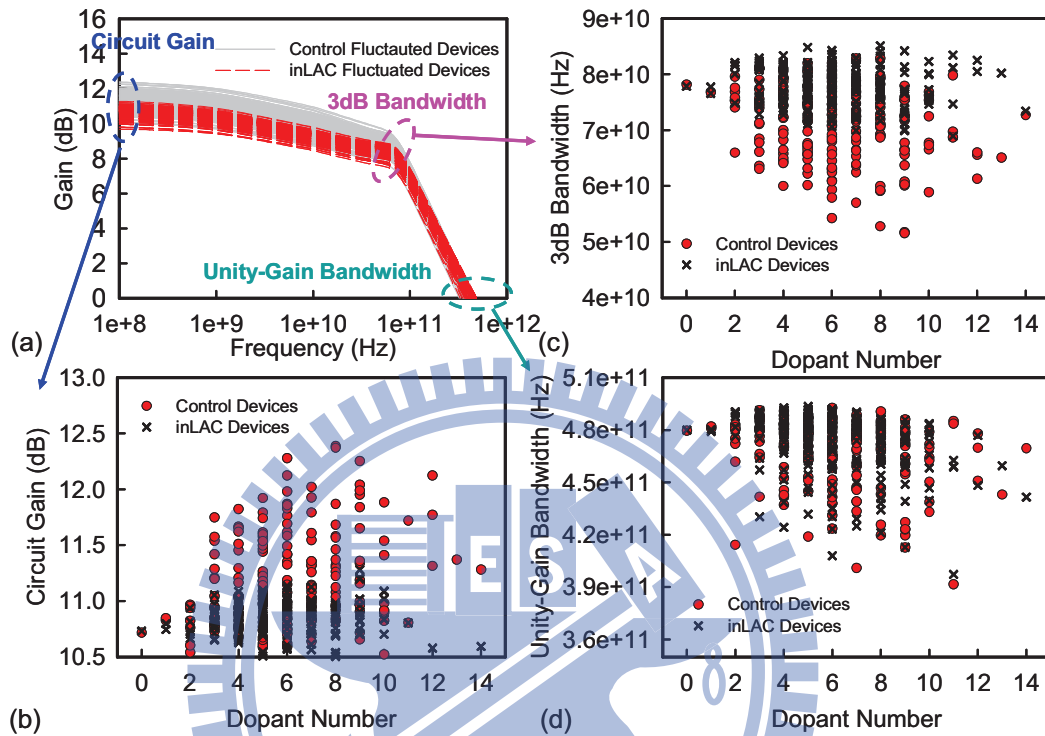 16
14
12
10
8
6
4
2
0
Gain (dB)
Circuit Gain
Control Fluctauted Devices
inLAC Fluctuated Devices
3dB Bandwidth
Unity-Gain Bandwidth
1e+8 1e+9 1e+10 1e+11 1e+12
(a) Frequency (Hz)
9e+10
8e+10
7e+10
6e+10
5e+10
4e+10
3dB Bandwidth (Hz)
Control Devices
inLAC Devices
0 2 4 6 8 10 12 14
(c) Dopant Number
13.0
12.5
12.0
11.5
11.0
10.5
Circuit Gain (dB)
Control Devices
inLAC Devices
0 2 4 6 8 10 12 14
(b) Dopant Number
5.1e+11
4.8e+11
4.5e+11
4.2e+11
3.9e+11
3.6e+11
Unity-Gain Bandwidth (Hz)
Control Devices
inLAC Devices
0 2 4 6 8 10 12 14
(d) Dopant Number
E S A
8